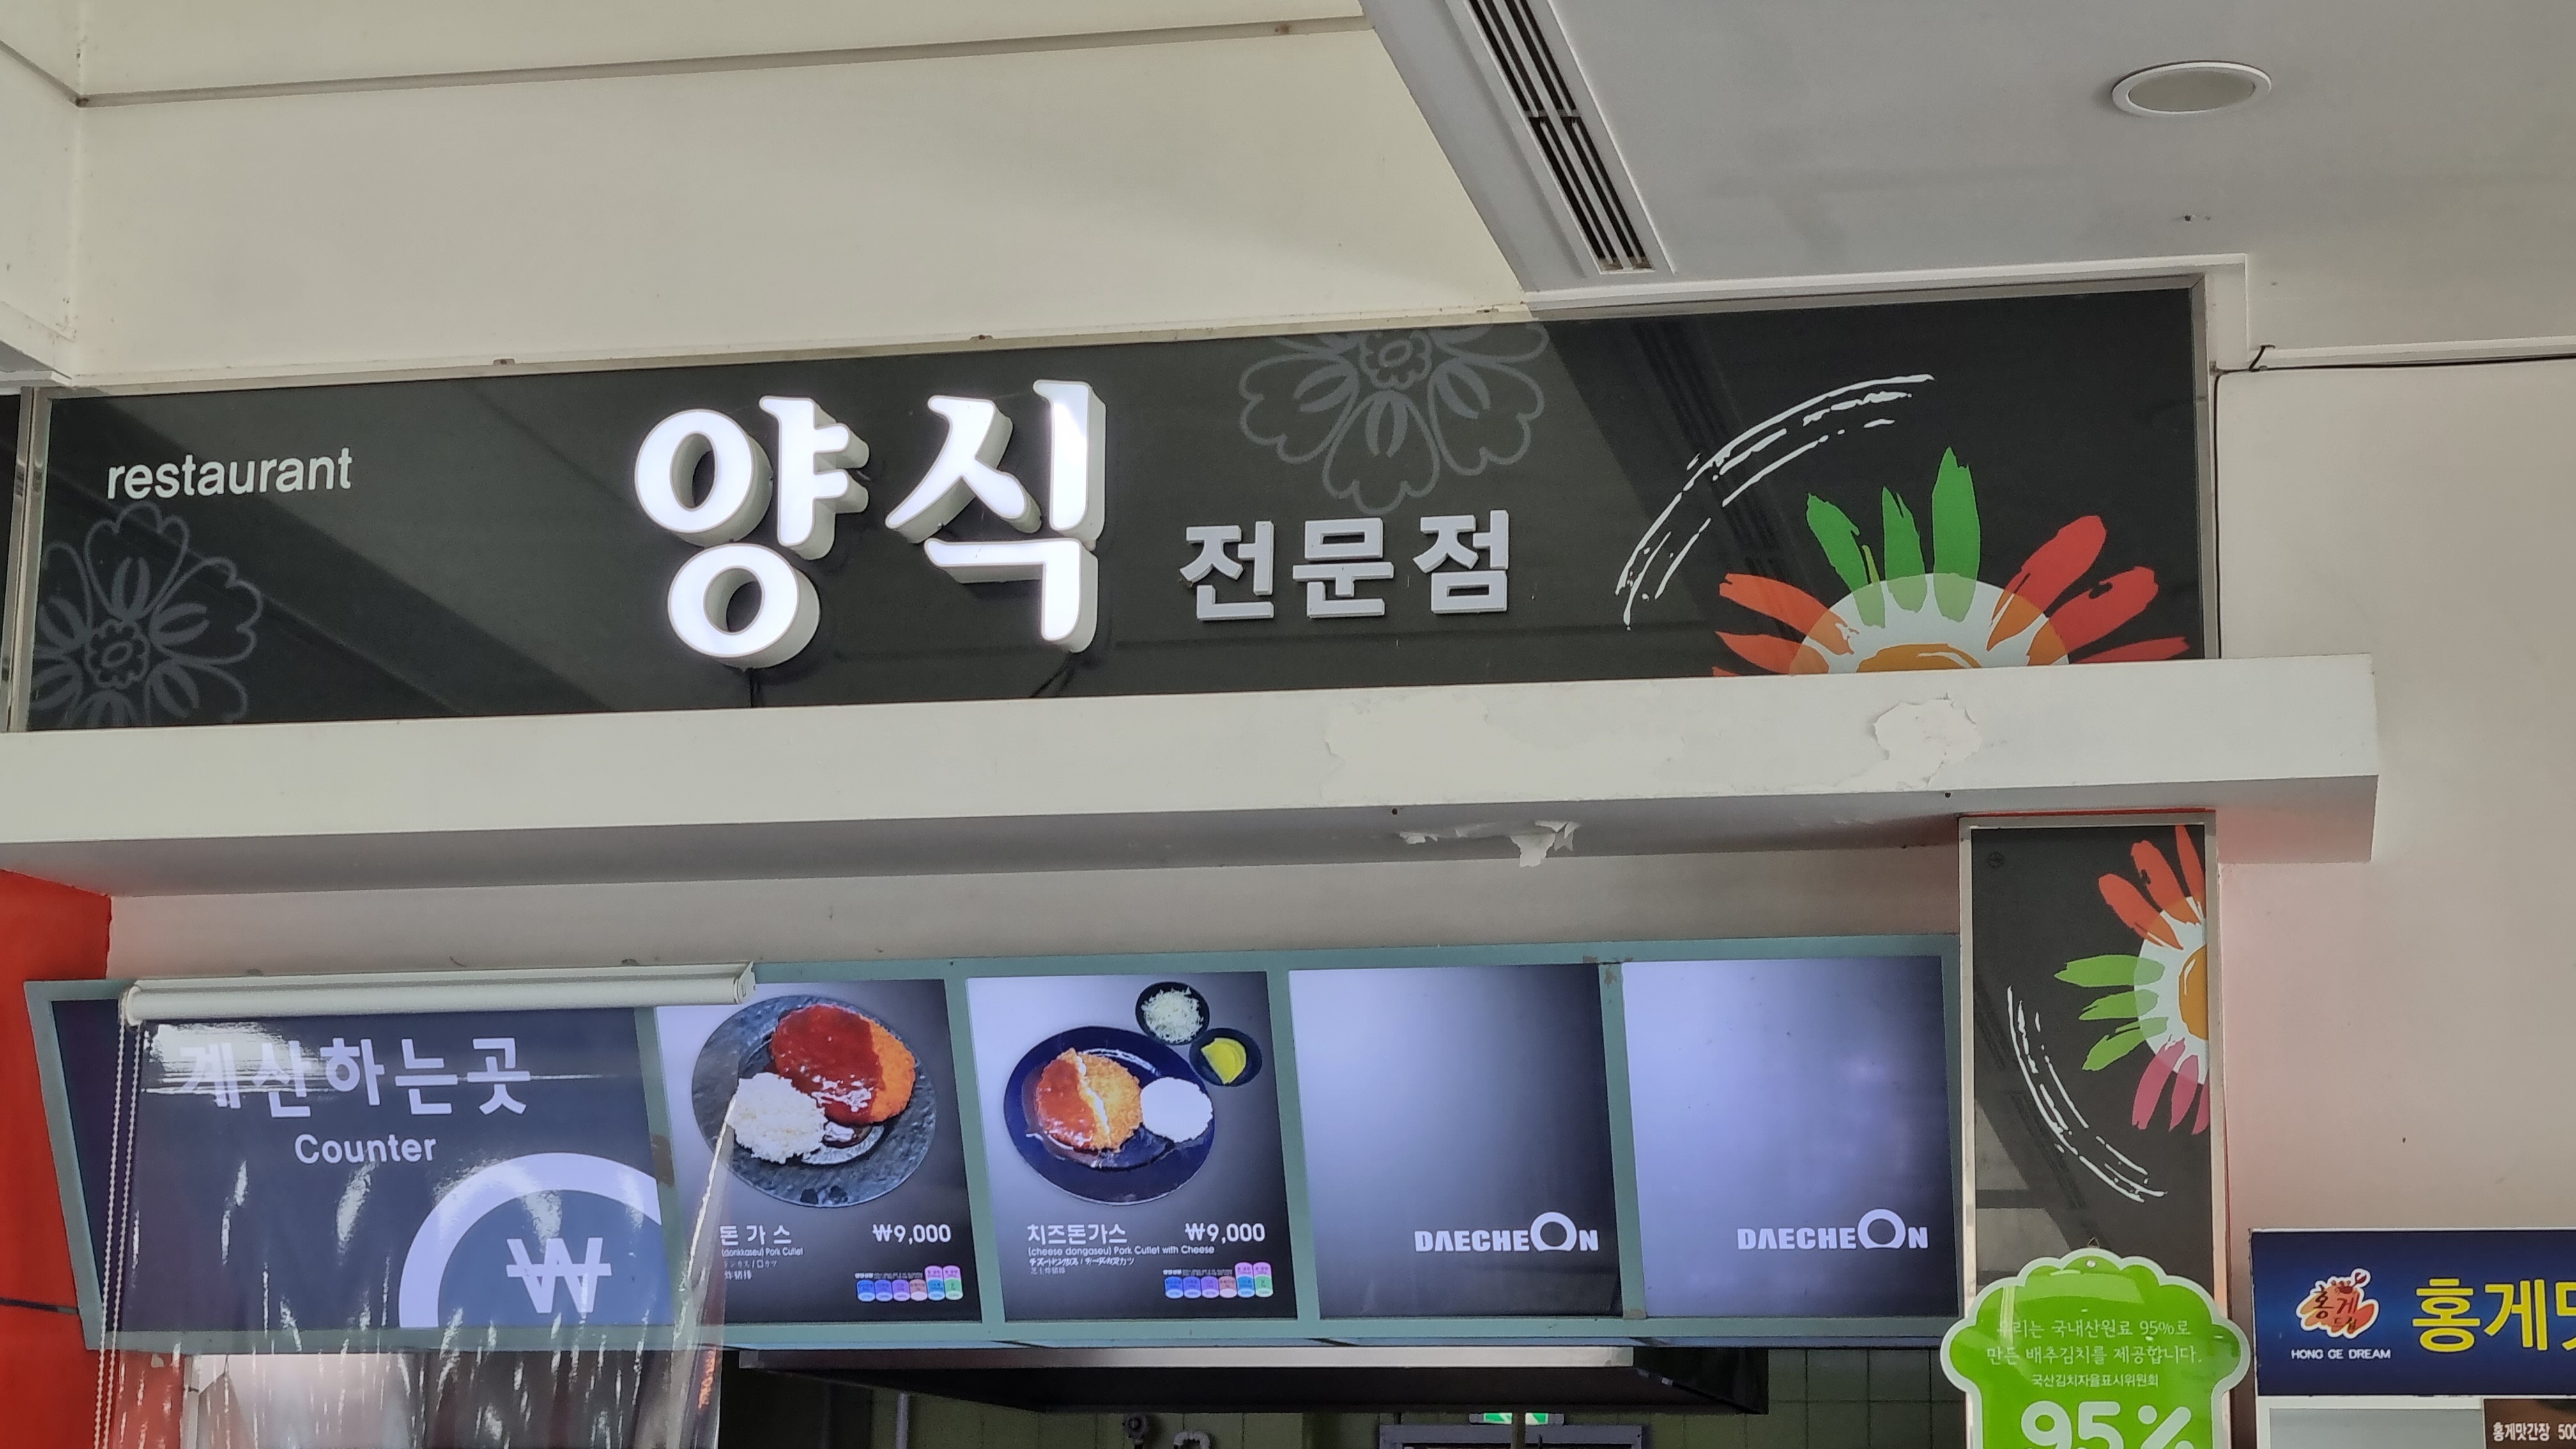 restaurant
양식 전문점
계산하는곳
Counter
₩
돈가스 ₩9,000
(donkkaseu) Pork Cutlet
치즈돈가스 ₩9,000
(cheese dongaseu) Pork Cutlet with Cheese
DAECHEON
DAECHEON
우리는 국내산원료 95%로
만든 배추김치를 제공합니다.
국산김치자율표시위원회
95%
홍게
HONG GE DREAM
홍게맛
홍게맛간장